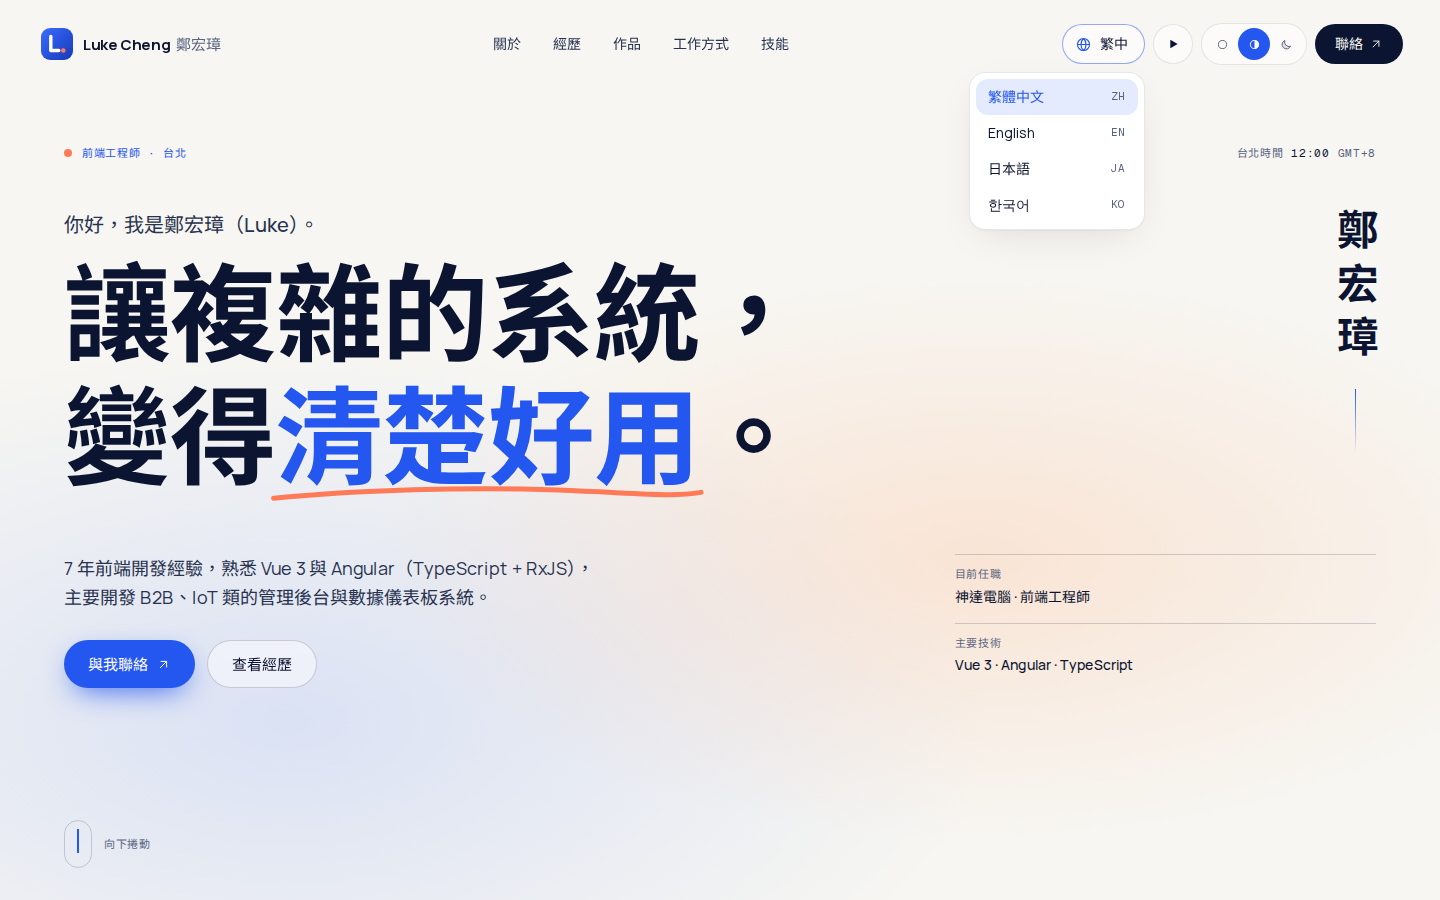 L.
Luke Cheng 鄭宏璋
關於
經歷
作品
工作方式
技能
繁中
聯絡
繁體中文 ZH
English EN
日本語 JA
한국어 KO
前端工程師 · 台北
台北時間 12:00 GMT+8
你好，我是鄭宏璋（Luke）。
讓複雜的系統，
變得清楚好用。
鄭宏璋
7 年前端開發經驗，熟悉 Vue 3 與 Angular（TypeScript + RxJS），
主要開發 B2B、IoT 類的管理後台與數據儀表板系統。
與我聯絡
查看經歷
目前任職
神達電腦 · 前端工程師
主要技術
Vue 3 · Angular · TypeScript
向下捲動